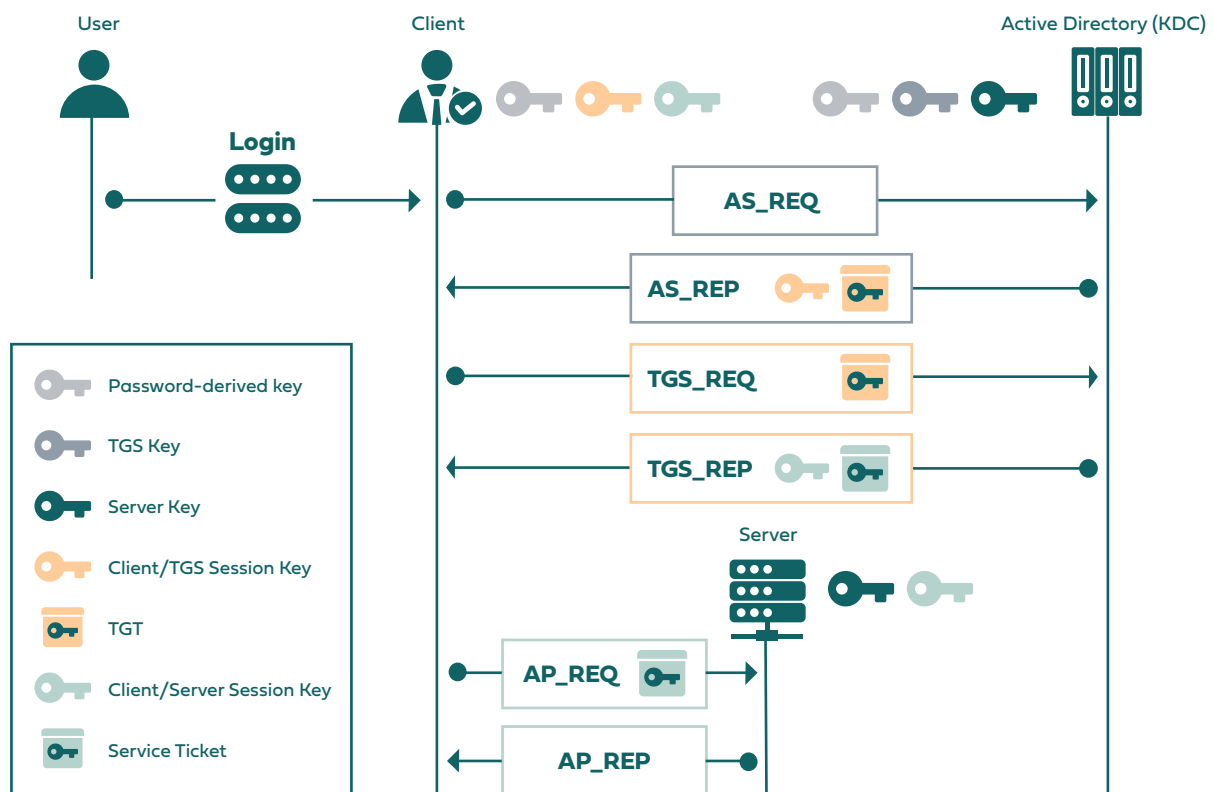 User
Client
Active Directory (KDC)
Login
AS_REQ
AS_REP
TGS_REQ
TGS_REP
Server
AP_REQ
AP_REP
Password-derived key
TGS Key
Server Key
Client/TGS Session Key
TGT
Client/Server Session Key
Service Ticket